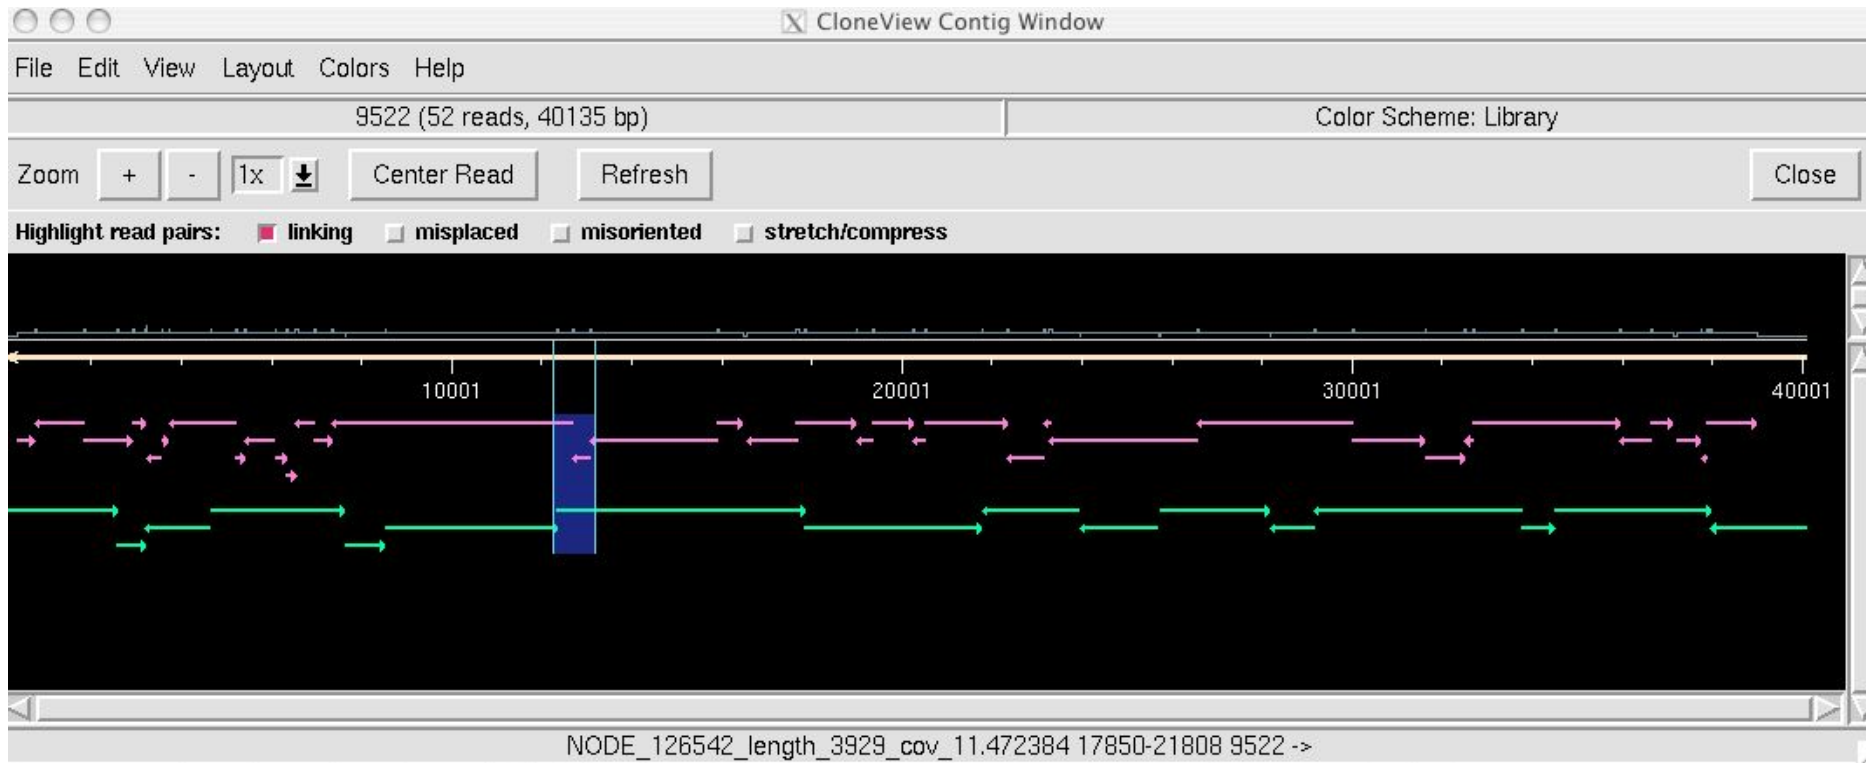 CloneView Contig Window
File Edit View Layout Colors Help
9522 (52 reads, 40135 bp) Color Scheme: Library
Zoom + - 1x Center Read Refresh Close
Highlight read pairs: linking misplaced misoriented stretch/compress
10001 20001 30001 40001
NODE_126542_length_3929_cov_11.472384 17850-21808 9522 ->